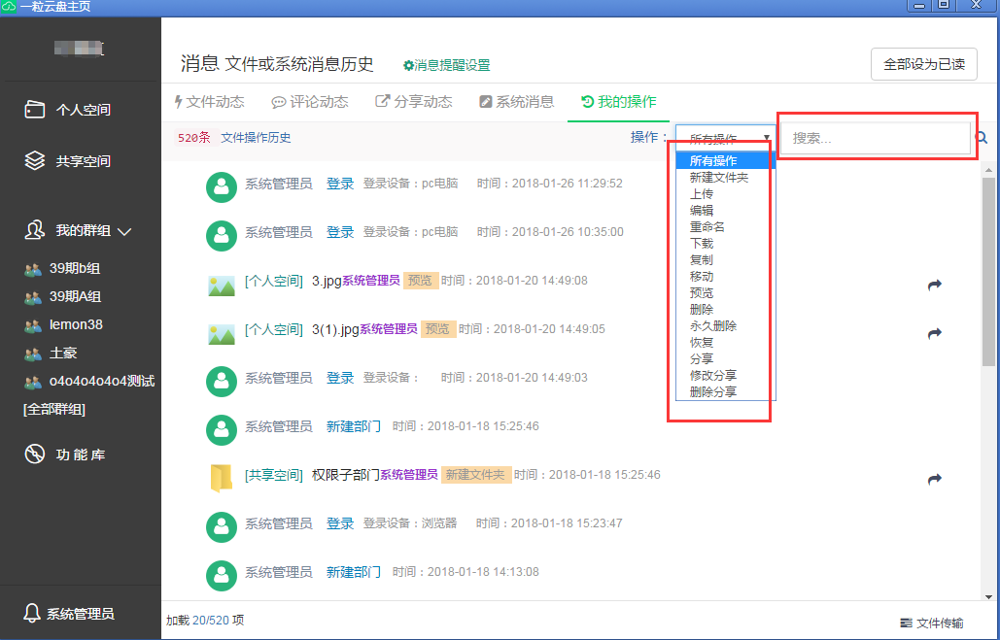 一粒云盘主页
个人空间
共享空间
我的群组
39期b组
39期A组
lemon38
土豪
o4o4o4o4o4测试
[全部群组]
功 能 库
系统管理员
消息 文件或系统消息历史
消息提醒设置
全部设为已读
文件动态
评论动态
分享动态
系统消息
我的操作
520条 文件操作历史
操作：
所有操作
搜索...
所有操作
新建文件夹
上传
编辑
重命名
下载
复制
移动
预览
删除
永久删除
恢复
分享
修改分享
删除分享
系统管理员 登录 登录设备：pc电脑 时间：2018-01-26 11:29:52
系统管理员 登录 登录设备：pc电脑 时间：2018-01-26 10:35:00
[个人空间] 3.jpg系统管理员 预览 时间：2018-01-20 14:49:08
[个人空间] 3(1).jpg系统管理员 预览 时间：2018-01-20 14:49:05
系统管理员 登录 登录设备： 时间：2018-01-20 14:49:03
系统管理员 新建部门 时间：2018-01-18 15:25:46
[共享空间] 权限子部门系统管理员 新建文件夹 时间：2018-01-18 15:25:46
系统管理员 登录 登录设备：浏览器 时间：2018-01-18 15:23:47
系统管理员 新建部门 时间：2018-01-18 14:13:08
加载 20/520 项
文件传输